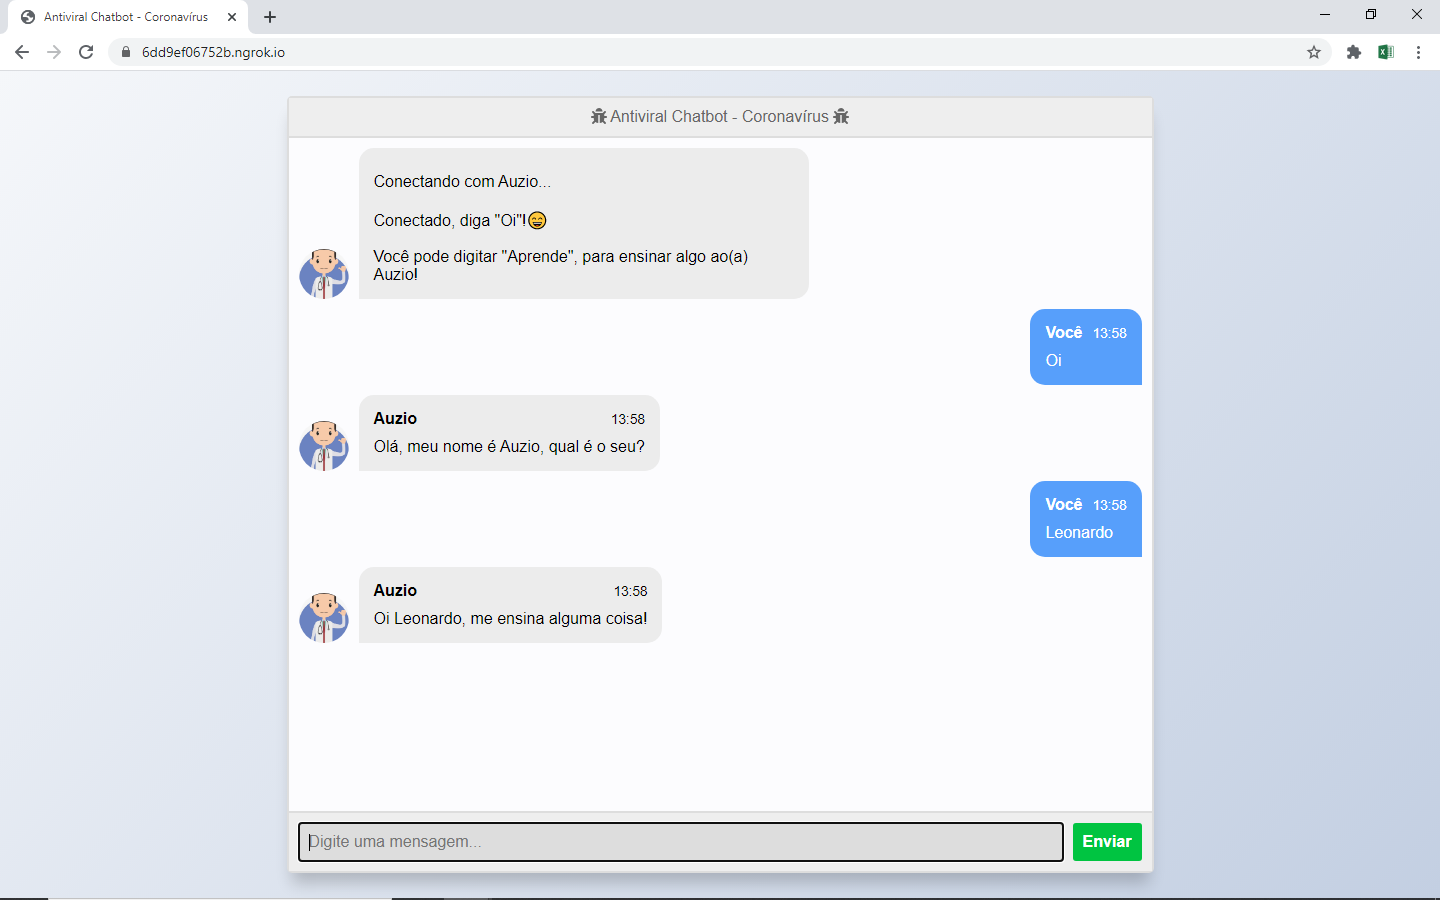 Antiviral Chatbot - Coronavírus
6dd9ef06752b.ngrok.io
Antiviral Chatbot - Coronavírus
Conectando com Auzio...
Conectado, diga "Oi"!😄
Você pode digitar "Aprende", para ensinar algo ao(a)
Auzio!
Você 13:58
Oi
Auzio 13:58
Olá, meu nome é Auzio, qual é o seu?
Você 13:58
Leonardo
Auzio 13:58
Oi Leonardo, me ensina alguma coisa!
Digite uma mensagem...
Enviar